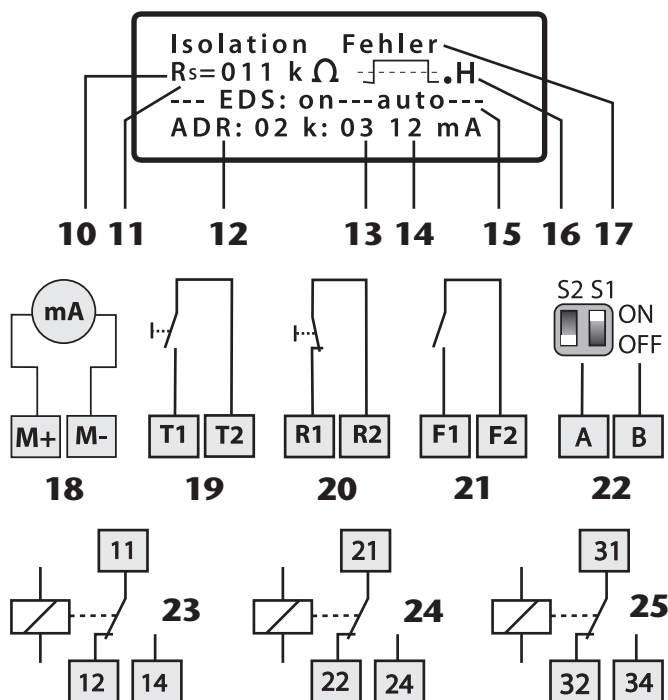 Isolation Fehler
Rs=011 k Ω .H
--- EDS: on---auto---
ADR: 02 k: 03 12 mA
10 11 12 13 14 15 16 17
S2 S1
mA
ON
OFF
M+ M- T1 T2 R1 R2 F1 F2 A B
18 19 20 21 22
11 21 31
23 24 25
12 14 22 24 32 34